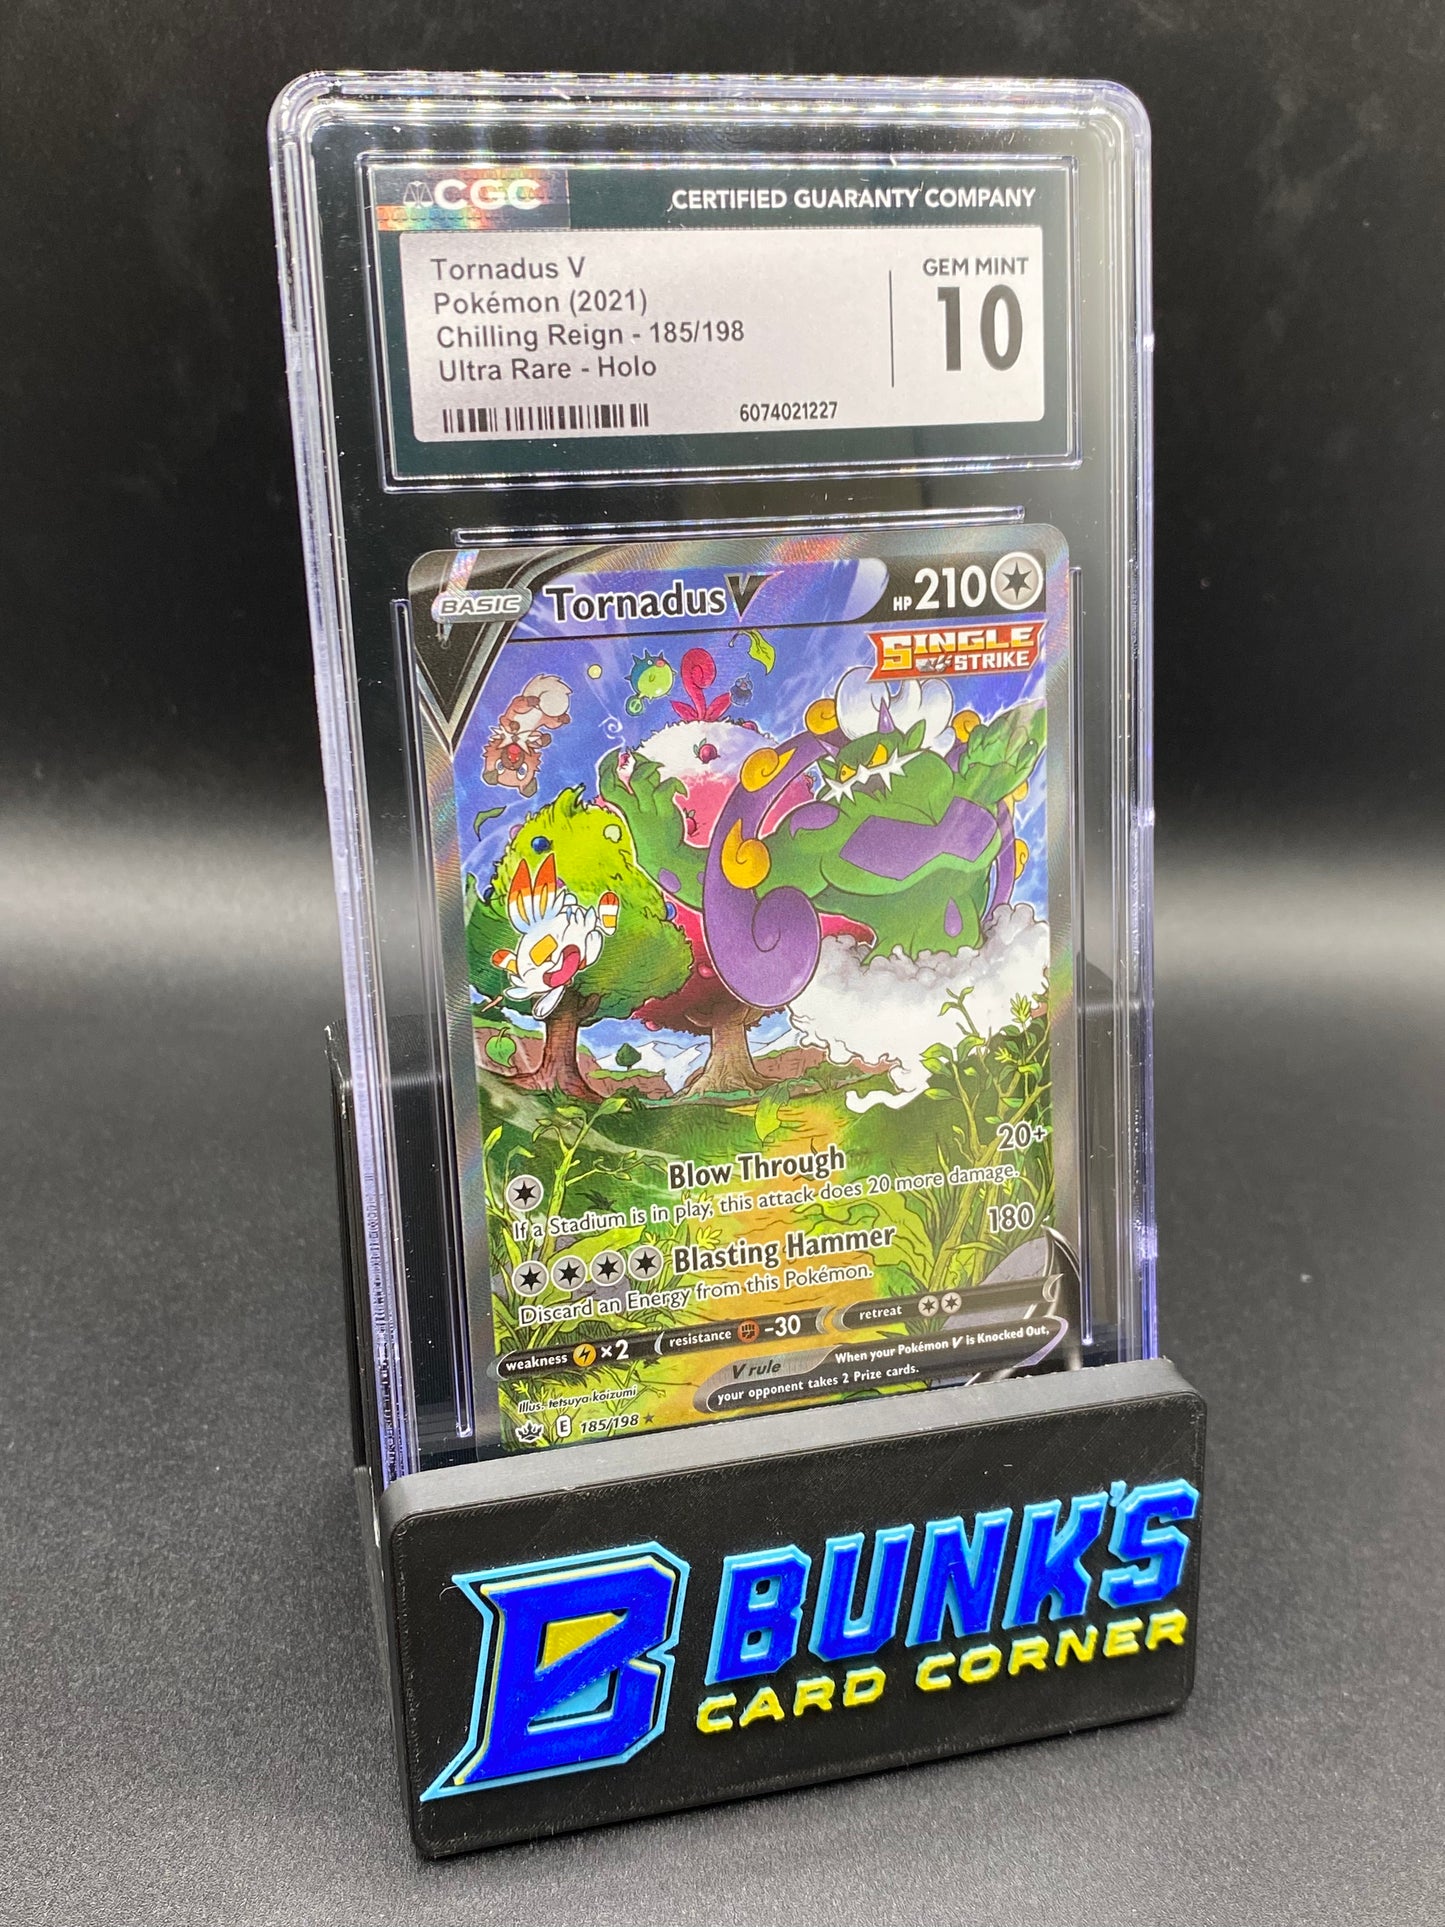 CGC
CERTIFIED GUARANTY COMPANY
Tornadus V
Pokémon (2021)
Chilling Reign - 185/198
Ultra Rare - Holo
GEM MINT
10
6074021227
BASIC
Tornadus V
HP 210
SINGLE
STRIKE
Blow Through
20+
If a Stadium is in play, this attack does 20 more damage.
Blasting Hammer
180
Discard an Energy from this Pokémon.
weakness ×2
resistance -30
retreat
V rule
When your Pokémon V is Knocked Out,
your opponent takes 2 Prize cards.
Illus. tetsuya koizumi
E 185/198
B
BUNK'S
CARD CORNER